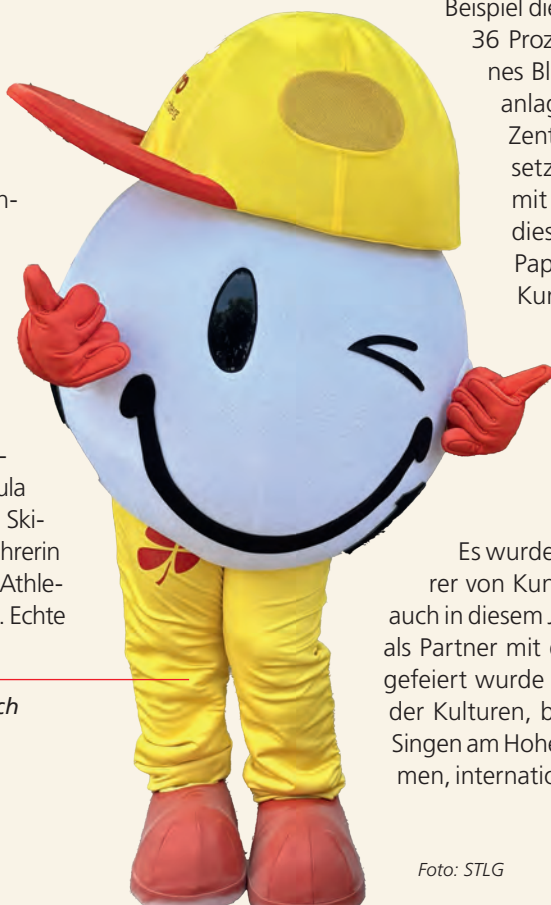 n-
-
ula
Ski-
hrerin
Athle-
. Echte
ch
Beispiel die
36 Proz
nes Bl
anlag
Zent
setz
mit
dies
Pap
Kur
Es wurde
rer von Kun
auch in diesem J
als Partner mit
gefeiert wurde
der Kulturen, b
Singen am Hohe
men, internatio
Foto: STLG